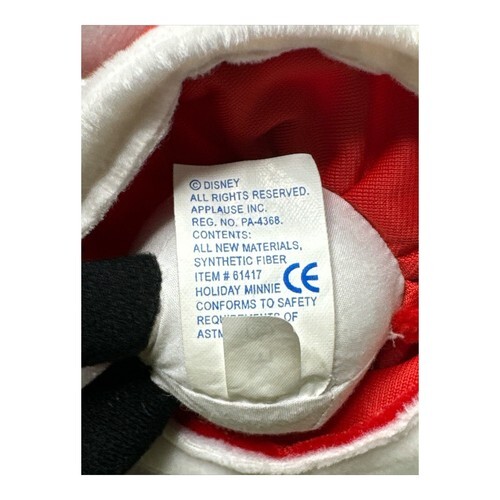 © DISNEY
ALL RIGHTS RESERVED.
APPLAUSE INC.
REG. NO. PA-4368.
CONTENTS:
ALL NEW MATERIALS,
SYNTHETIC FIBER
ITEM # 61417
HOLIDAY MINNIE CE
CONFORMS TO SAFETY
OF
ASTM